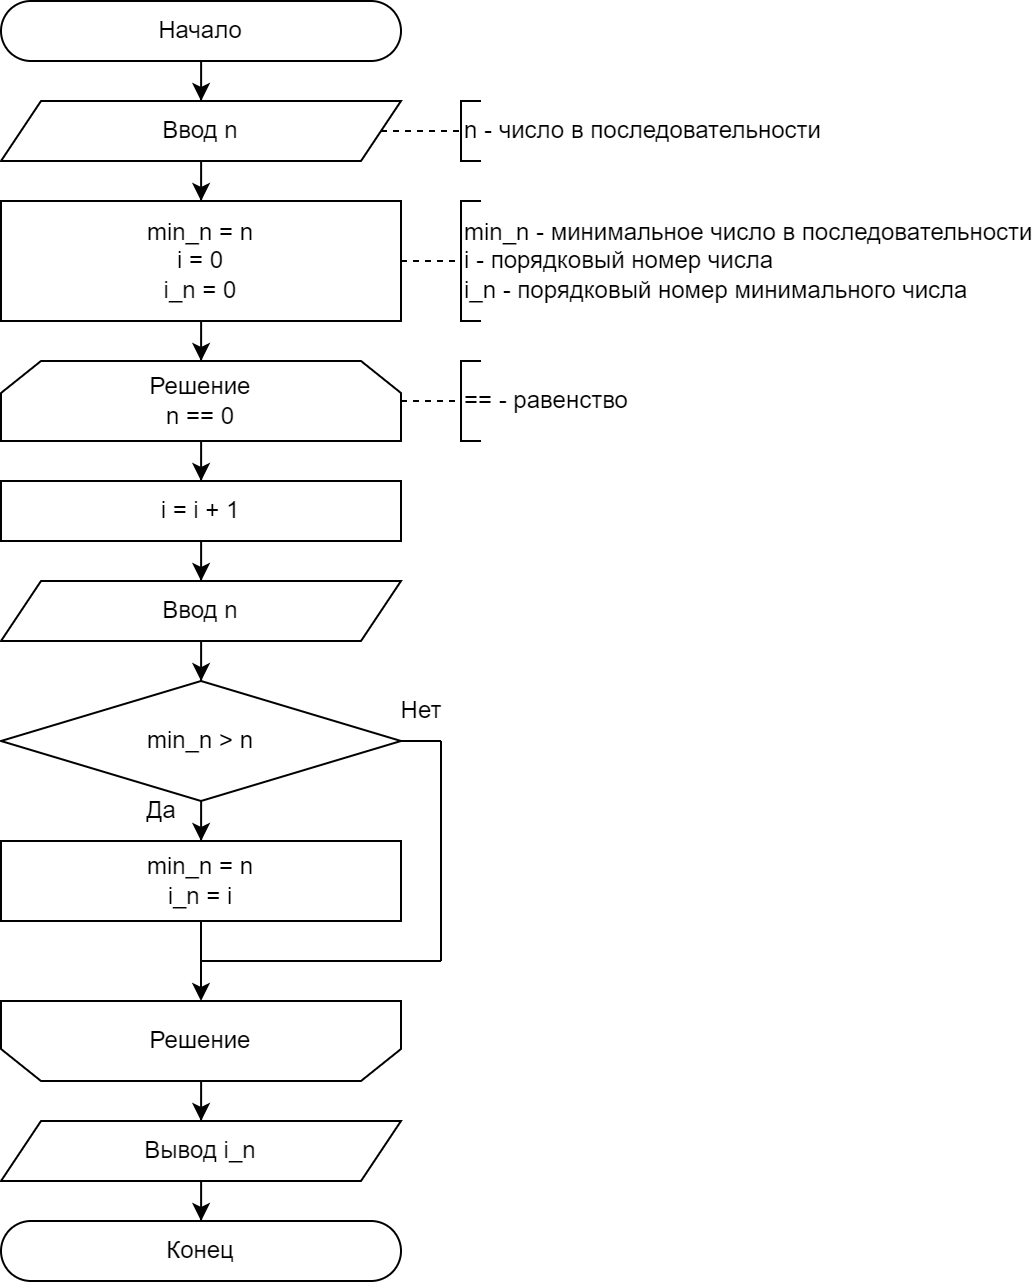 Начало
Ввод n
n - число в последовательности
min_n = n
i = 0
i_n = 0
min_n - минимальное число в последовательности
i - порядковый номер числа
i_n - порядковый номер минимального числа
Решение
n == 0
== - равенство
i = i + 1
Ввод n
min_n > n
Нет
Да
min_n = n
i_n = i
Решение
Вывод i_n
Конец